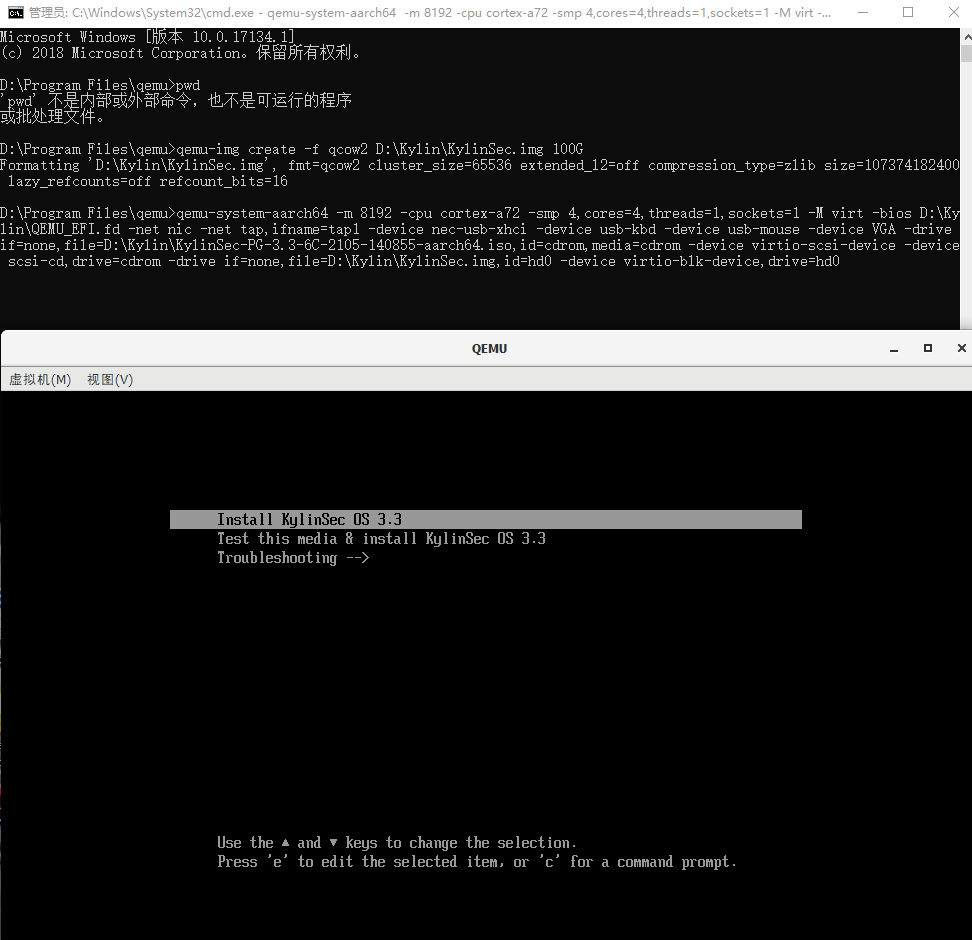 管理员: C:\Windows\System32\cmd.exe - qemu-system-aarch64  -m 8192 -cpu cortex-a72 -smp 4,cores=4,threads=1,sockets=1 -M virt -...
Microsoft Windows [版本 10.0.17134.1]
(c) 2018 Microsoft Corporation。保留所有权利。
D:\Program Files\qemu>pwd
'pwd' 不是内部或外部命令，也不是可运行的程序
或批处理文件。
D:\Program Files\qemu>qemu-img create -f qcow2 D:\Kylin\KylinSec.img 100G
Formatting 'D:\Kylin\KylinSec.img', fmt=qcow2 cluster_size=65536 extended_l2=off compression_type=zlib size=107374182400
lazy_refcounts=off refcount_bits=16
D:\Program Files\qemu>qemu-system-aarch64 -m 8192 -cpu cortex-a72 -smp 4,cores=4,threads=1,sockets=1 -M virt -bios D:\Ky
lin\QEMU_EFI.fd -net nic -net tap,ifname=tap1 -device nec-usb-xhci -device usb-kbd -device usb-mouse -device VGA -drive
if=none,file=D:\Kylin\KylinSec-PG-3.3-6C-2105-140855-aarch64.iso,id=cdrom,media=cdrom -device virtio-scsi-device -device
scsi-cd,drive=cdrom -drive if=none,file=D:\Kylin\KylinSec.img,id=hd0 -device virtio-blk-device,drive=hd0
QEMU
虚拟机(M) 视图(V)
Install KylinSec OS 3.3
Test this media & install KylinSec OS 3.3
Troubleshooting -->
Use the ▲ and ▼ keys to change the selection.
Press 'e' to edit the selected item, or 'c' for a command prompt.